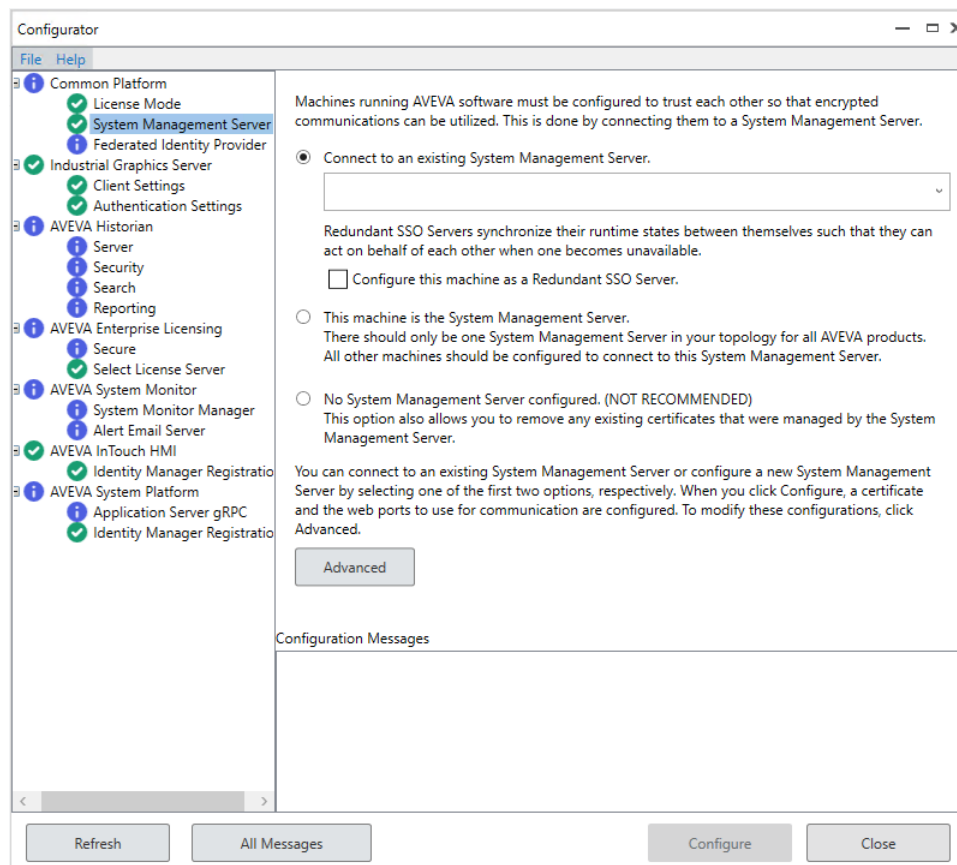 Configurator
File Help
Common Platform
License Mode
System Management Server
Federated Identity Provider
Industrial Graphics Server
Client Settings
Authentication Settings
AVEVA Historian
Server
Security
Search
Reporting
AVEVA Enterprise Licensing
Secure
Select License Server
AVEVA System Monitor
System Monitor Manager
Alert Email Server
AVEVA InTouch HMI
Identity Manager Registratio
AVEVA System Platform
Application Server gRPC
Identity Manager Registratio
Machines running AVEVA software must be configured to trust each other so that encrypted
communications can be utilized. This is done by connecting them to a System Management Server.
Connect to an existing System Management Server.
Redundant SSO Servers synchronize their runtime states between themselves such that they can
act on behalf of each other when one becomes unavailable.
Configure this machine as a Redundant SSO Server.
This machine is the System Management Server.
There should only be one System Management Server in your topology for all AVEVA products.
All other machines should be configured to connect to this System Management Server.
No System Management Server configured. (NOT RECOMMENDED)
This option also allows you to remove any existing certificates that were managed by the System
Management Server.
You can connect to an existing System Management Server or configure a new System Management
Server by selecting one of the first two options, respectively. When you click Configure, a certificate
and the web ports to use for communication are configured. To modify these configurations, click
Advanced.
Advanced
Configuration Messages
Refresh
All Messages
Configure
Close